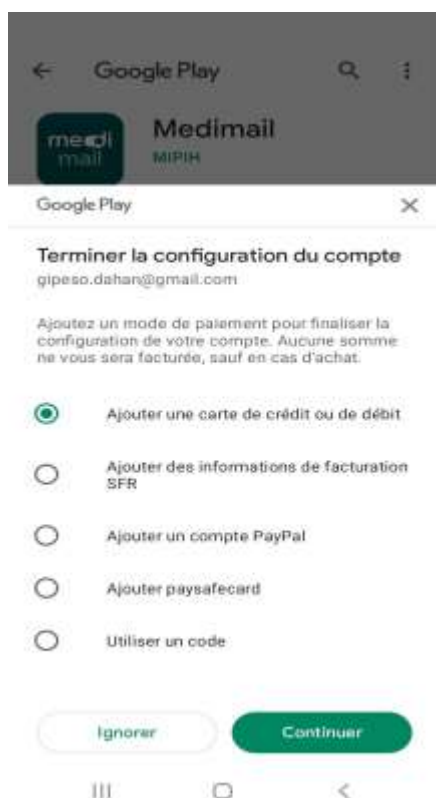 Google Play
medi
mail
Medimail
MIPIH
Google Play
Terminer la configuration du compte
gipeso.dahan@gmail.com
Ajoutez un mode de paiement pour finaliser la
configuration de votre compte. Aucune somme
ne vous sera facturée, sauf en cas d'achat.
Ajouter une carte de crédit ou de débit
Ajouter des informations de facturation
SFR
Ajouter un compte PayPal
Ajouter paysafecard
Utiliser un code
Ignorer
Continuer